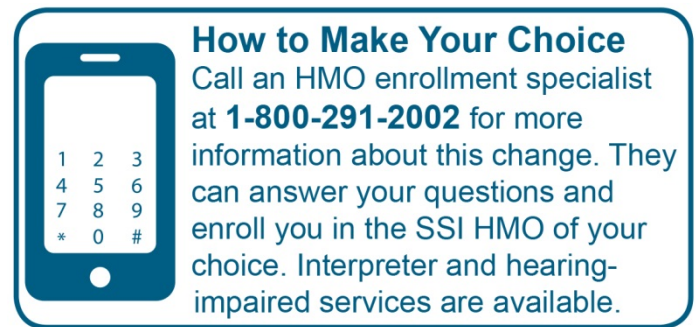 How to Make Your Choice
Call an HMO enrollment specialist
at 1-800-291-2002 for more
information about this change. They
can answer your questions and
enroll you in the SSI HMO of your
choice. Interpreter and hearing-
impaired services are available.
1 2 3
4 5 6
7 8 9
* 0 #